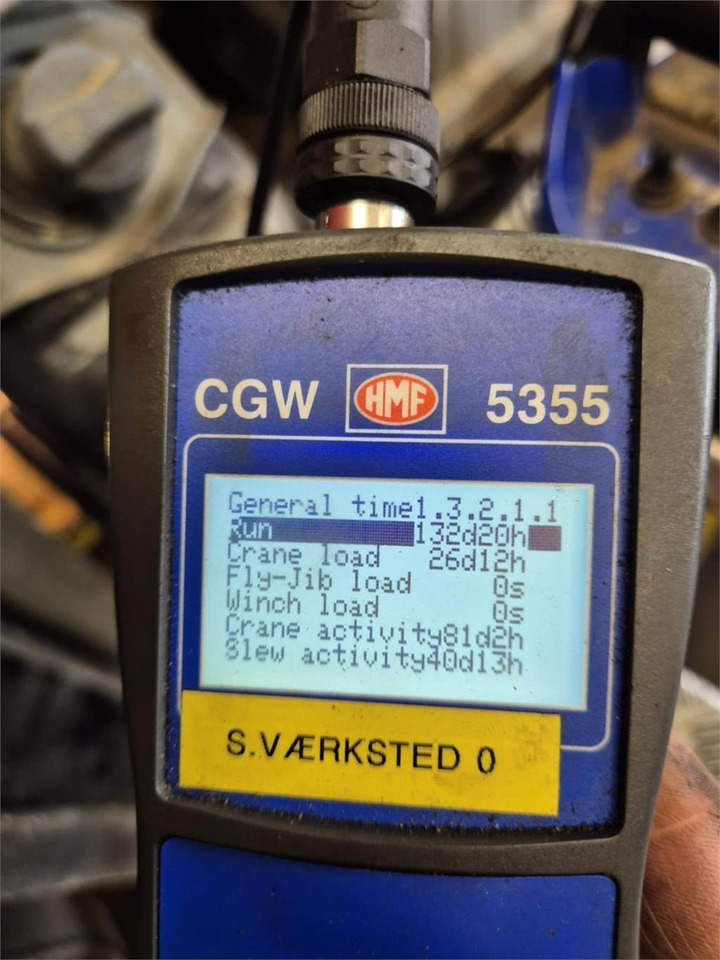 CGW HMF 5355
General time1.3.2.1.1
Run 132d20h
Crane load 26d12h
Fly-Jib load 0s
Winch load 0s
Crane activity81d2h
Slew activity40d13h
S.VÆRKSTED 0